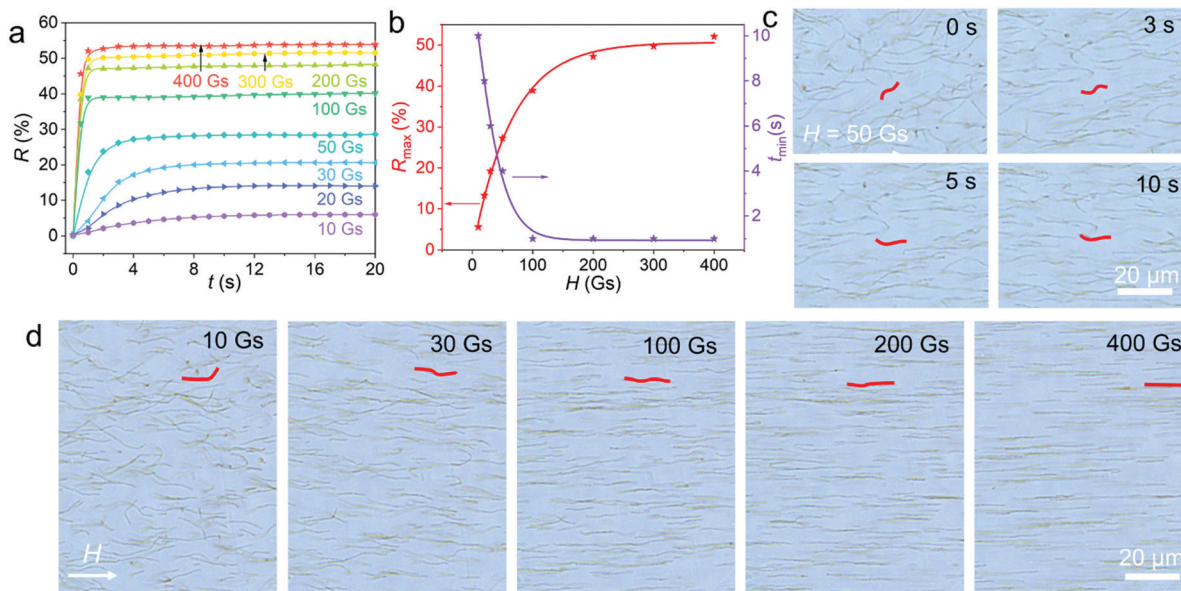 a
60
50
40
30
20
10
0
R (%)
0 4 8 12 16 20
t (s)
400 Gs
300 Gs
200 Gs
100 Gs
50 Gs
30 Gs
20 Gs
10 Gs
b
50
40
30
20
10
0
Rmax (%)
0 100 200 300 400
H (Gs)
10
8
6
4
2
tmin(s)
c
0 s
H = 50 Gs
3 s
5 s
10 s
20 µm
d
10 Gs
H
30 Gs
100 Gs
200 Gs
400 Gs
20 µm